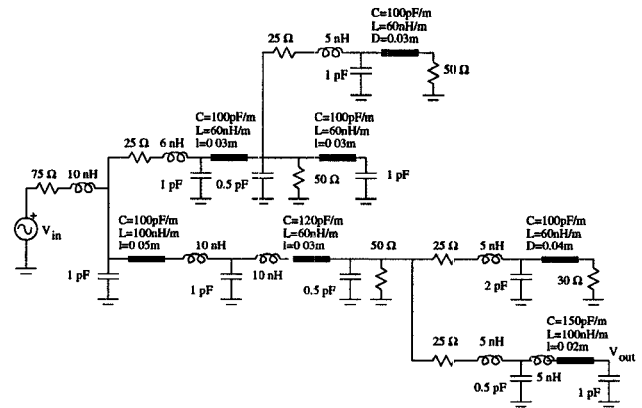 C=100pF/m
L=60nH/m
D=0.03m
25 Ω
5 nH
1 pF
50 Ω
C=100pF/m
L=60nH/m
l=0 03m
C=100pF/m
L=60nH/m
l=0 03m
25 Ω
6 nH
1 pF
0.5 pF
50 Ω
1 pF
75 Ω
10 nH
Vin
C=100pF/m
L=100nH/m
l=0 05m
1 pF
10 nH
1 pF
10 nH
C=120pF/m
L=60nH/m
l=0 03m
0.5 pF
50 Ω
25 Ω
5 nH
C=100pF/m
L=60nH/m
D=0.04m
2 pF
30 Ω
25 Ω
5 nH
0.5 pF
5 nH
C=150pF/m
L=100nH/m
l=0 02m
Vout
1 pF